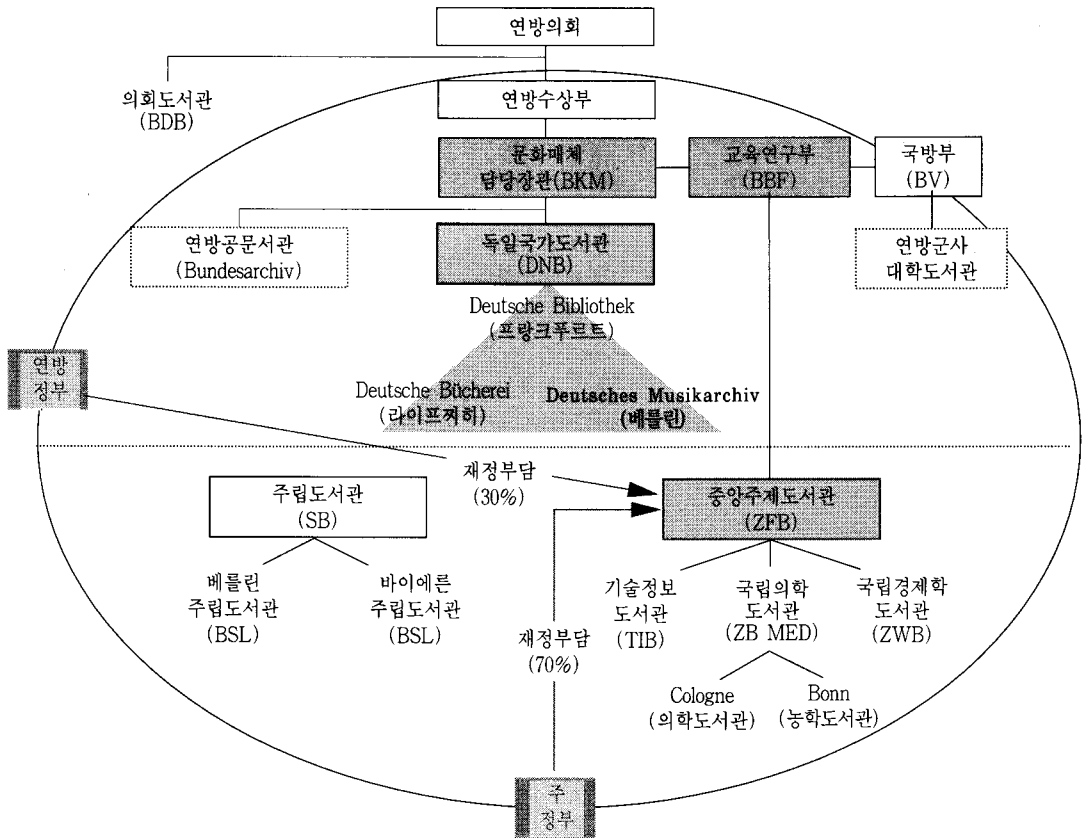 연방의회
의회도서관
(BDB)
연방수상부
문화매체
담당장관(BKM)
교육연구부
(BBF)
국방부
(BV)
연방공문서관
(Bundesarchiv)
독일국가도서관
(DNB)
연방군사
대학도서관
Deutsche Bibliothek
(프랑크푸르트)
연방
정부
Deutsche Bücherei
(라이프찌히)
Deutsches Musikarchiv
(베를린)
재정부담
(30%)
주립도서관
(SB)
중앙주제도서관
(ZFB)
베를린
주립도서관
(BSL)
바이에른
주립도서관
(BSL)
재정부담
(70%)
기술정보
도서관
(TIB)
국립의학
도서관
(ZB MED)
국립경제학
도서관
(ZWB)
Cologne
(의학도서관)
Bonn
(농학도서관)
주
정부